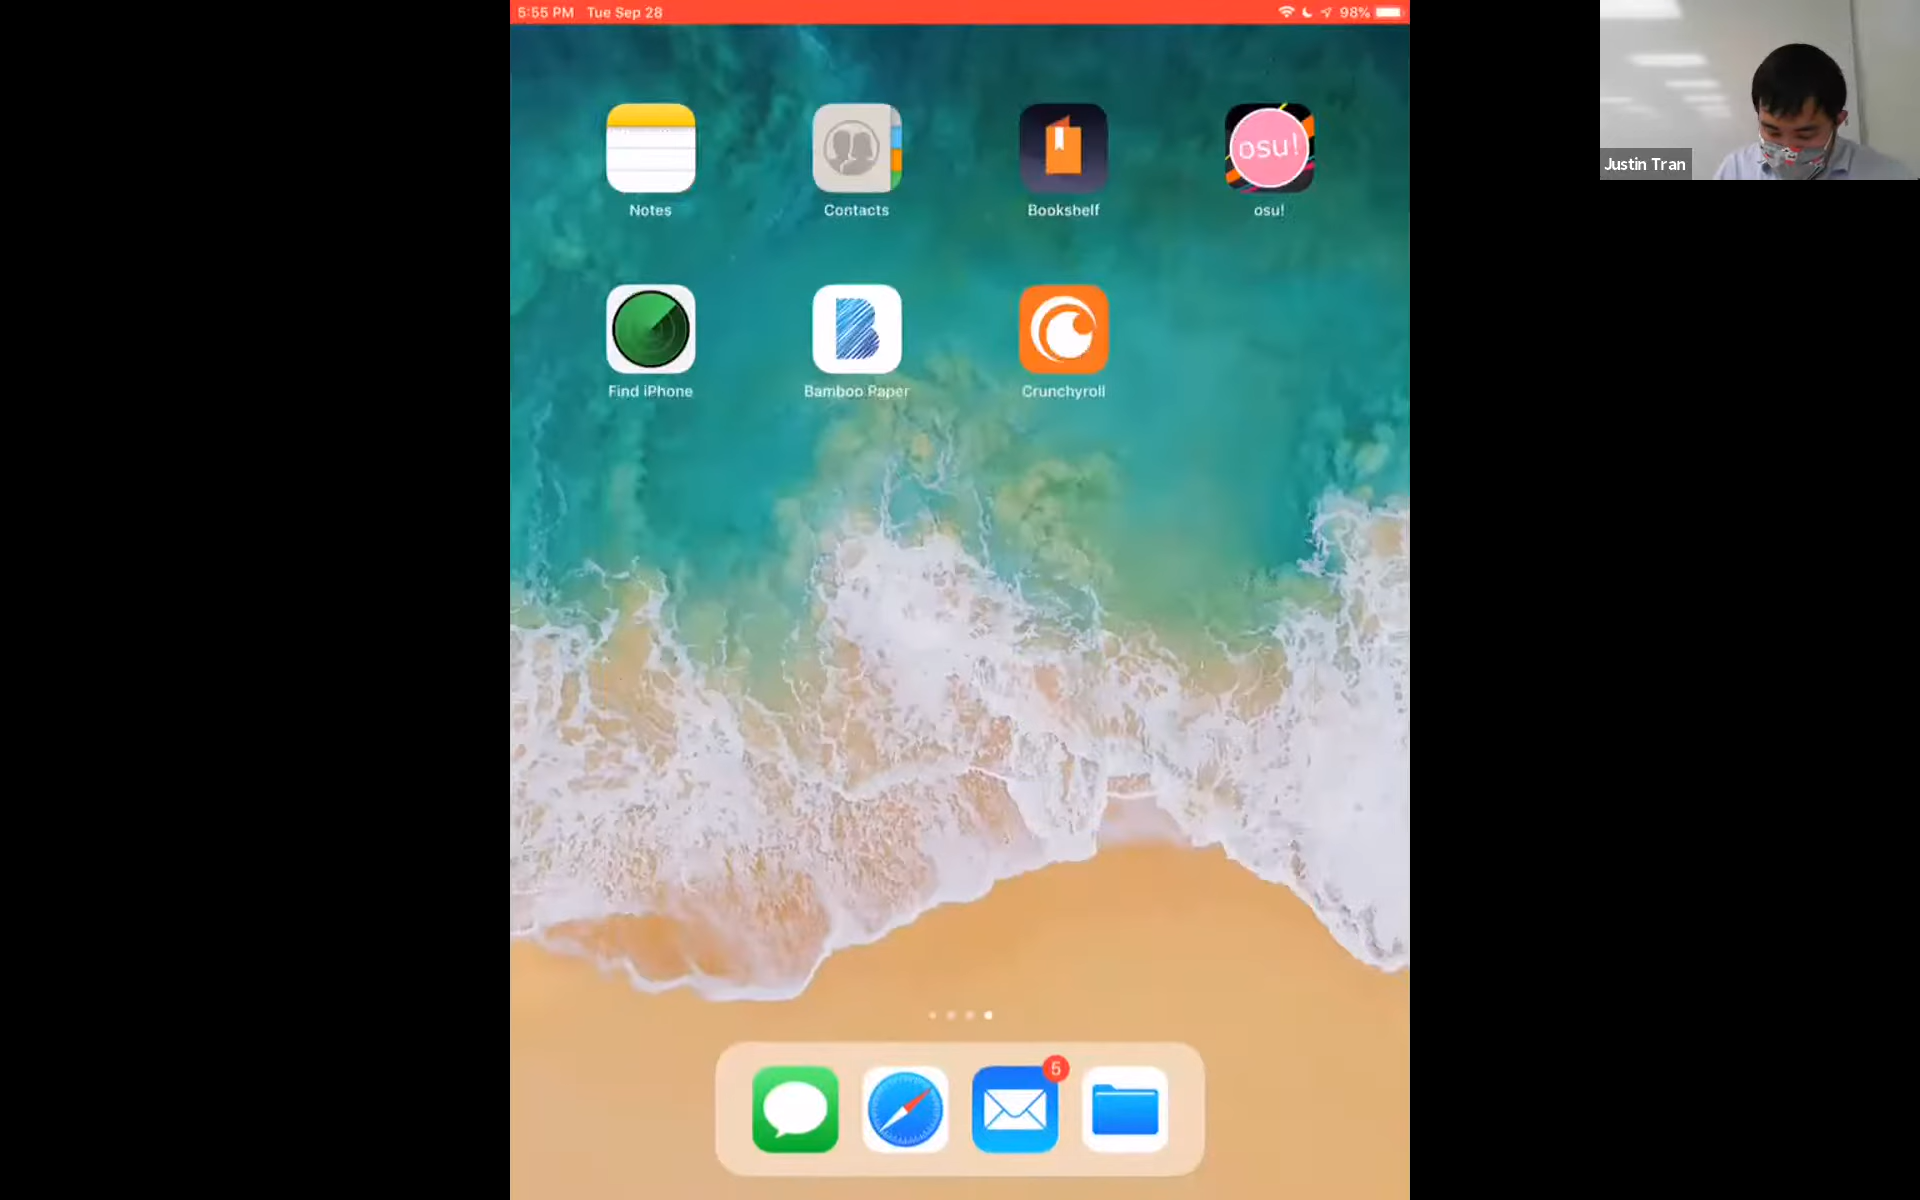 5:55 PM Tue Sep 28 98%
Justin Tran
osu!
Notes Contacts Bookshelf osu!
Find iPhone Bamboo Paper Crunchyroll
5